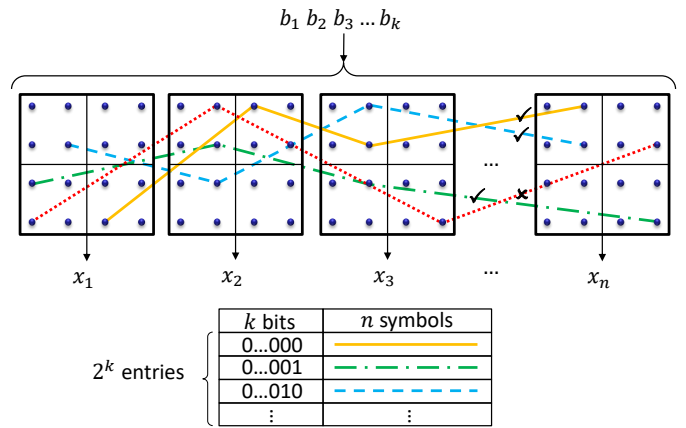 b₁ b₂ b₃ … bₖ
...
x₁ x₂ x₃ ... xₙ
k bits n symbols
0…000
0…001
2ᵏ entries
0…010
⋮ ⋮